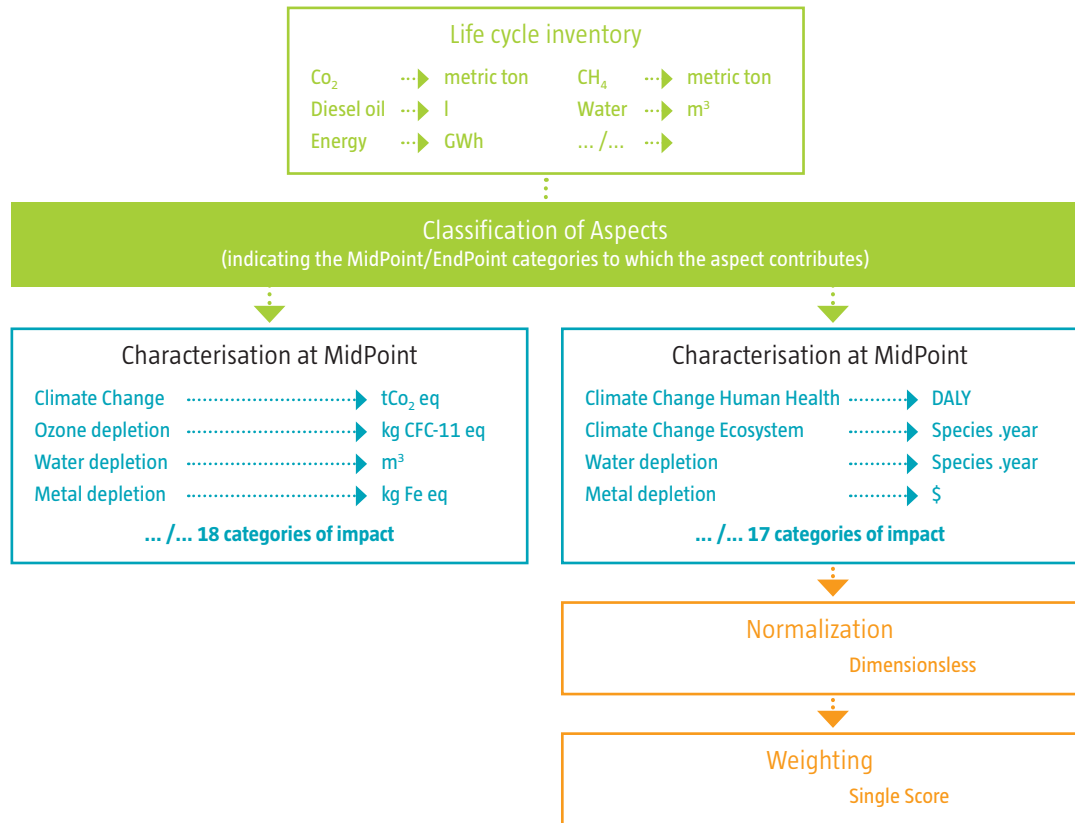 Life cycle inventory
Co₂ metric ton CH₄ metric ton
Diesel oil l Water m³
Energy GWh ... /...
Classification of Aspects
(indicating the MidPoint/EndPoint categories to which the aspect contributes)
Characterisation at MidPoint
Climate Change tCo₂ eq
Ozone depletion kg CFC-11 eq
Water depletion m³
Metal depletion kg Fe eq
... /... 18 categories of impact
Characterisation at MidPoint
Climate Change Human Health DALY
Climate Change Ecosystem Species .year
Water depletion Species .year
Metal depletion $
... /... 17 categories of impact
Normalization
Dimensionsless
Weighting
Single Score